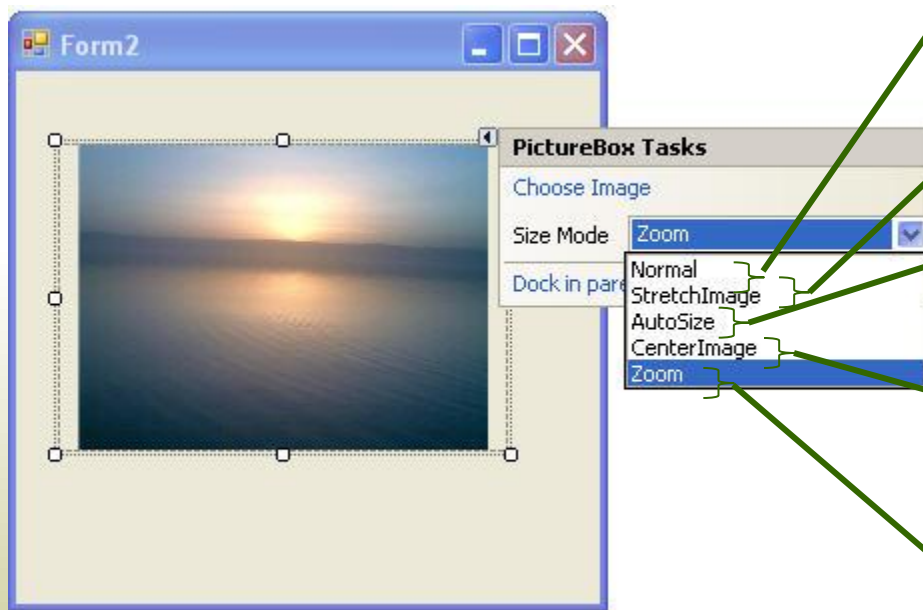 Form2
PictureBox Tasks
Choose Image
Size Mode Zoom
Dock in pare
Normal
StretchImage
AutoSize
CenterImage
Zoom